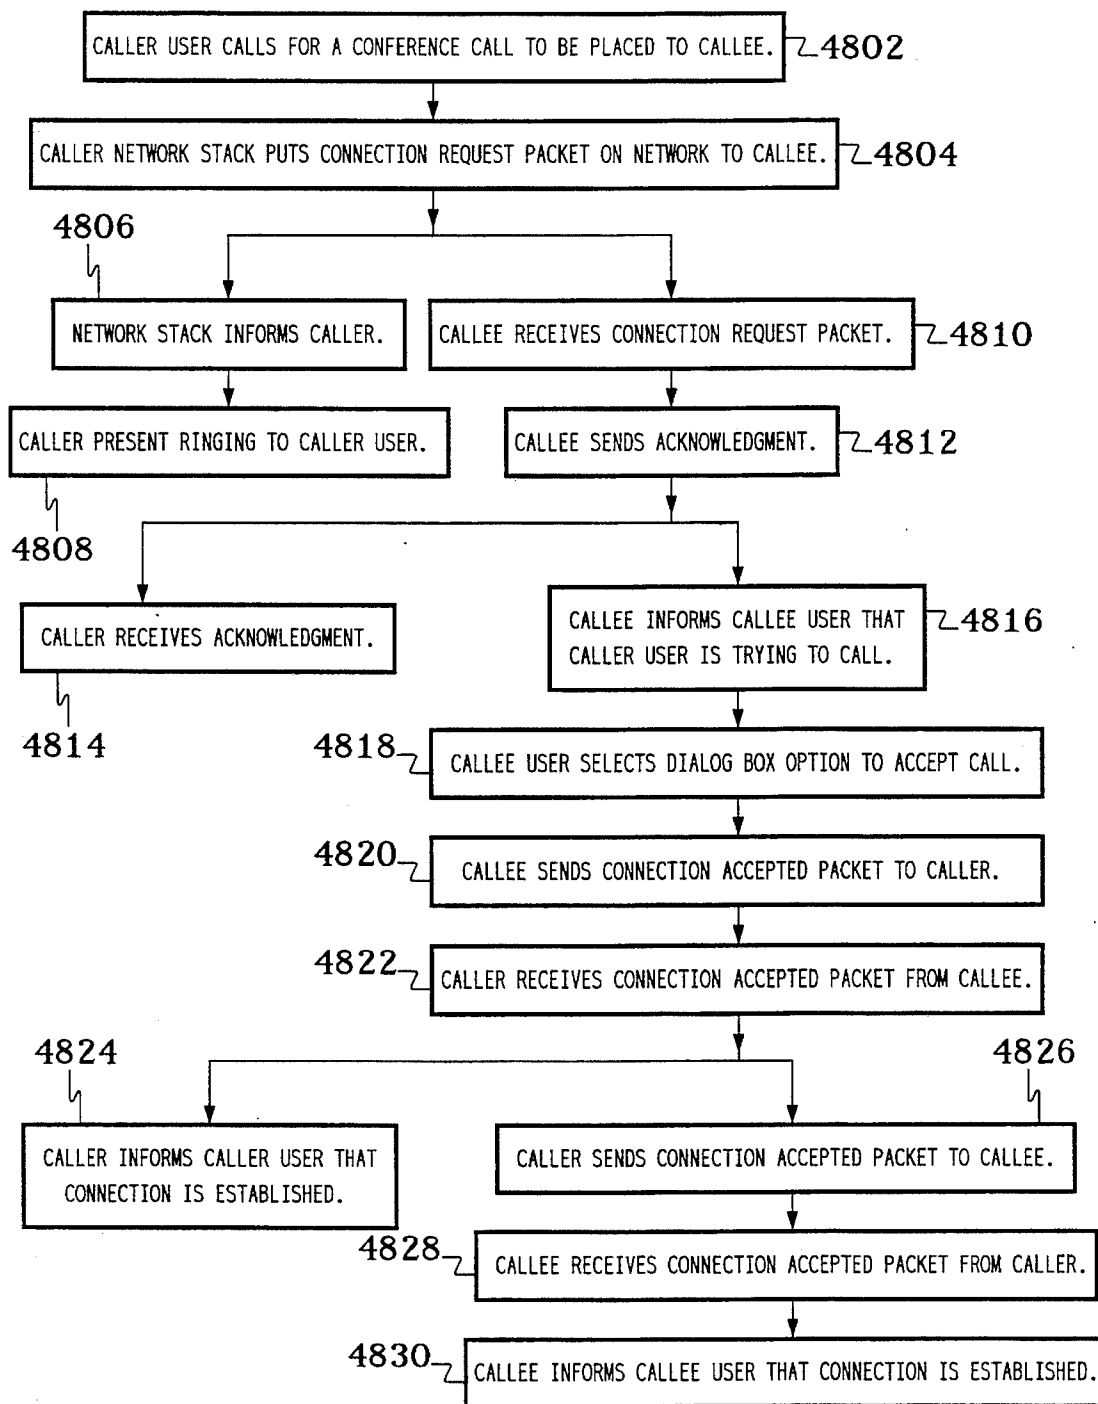 CALLER USER CALLS FOR A CONFERENCE CALL TO BE PLACED TO CALLEE.
4802
CALLER NETWORK STACK PUTS CONNECTION REQUEST PACKET ON NETWORK TO CALLEE.
4804
4806
NETWORK STACK INFORMS CALLER.
CALLEE RECEIVES CONNECTION REQUEST PACKET.
4810
CALLER PRESENT RINGING TO CALLER USER.
CALLEE SENDS ACKNOWLEDGMENT.
4812
4808
CALLER RECEIVES ACKNOWLEDGMENT.
4814
CALLEE INFORMS CALLEE USER THAT
CALLER USER IS TRYING TO CALL.
4816
4818
CALLEE USER SELECTS DIALOG BOX OPTION TO ACCEPT CALL.
4820
CALLEE SENDS CONNECTION ACCEPTED PACKET TO CALLER.
4822
CALLER RECEIVES CONNECTION ACCEPTED PACKET FROM CALLEE.
4824
4826
CALLER INFORMS CALLER USER THAT
CONNECTION IS ESTABLISHED.
CALLER SENDS CONNECTION ACCEPTED PACKET TO CALLEE.
4828
CALLEE RECEIVES CONNECTION ACCEPTED PACKET FROM CALLER.
4830
CALLEE INFORMS CALLEE USER THAT CONNECTION IS ESTABLISHED.